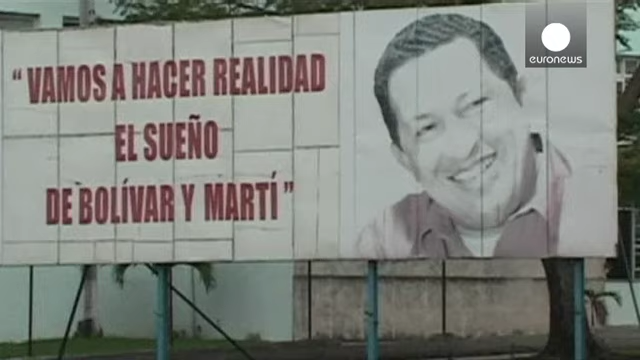 “ VAMOS A HACER REALIDAD
EL SUEÑO
DE BOLÍVAR Y MARTÍ ”
euronews